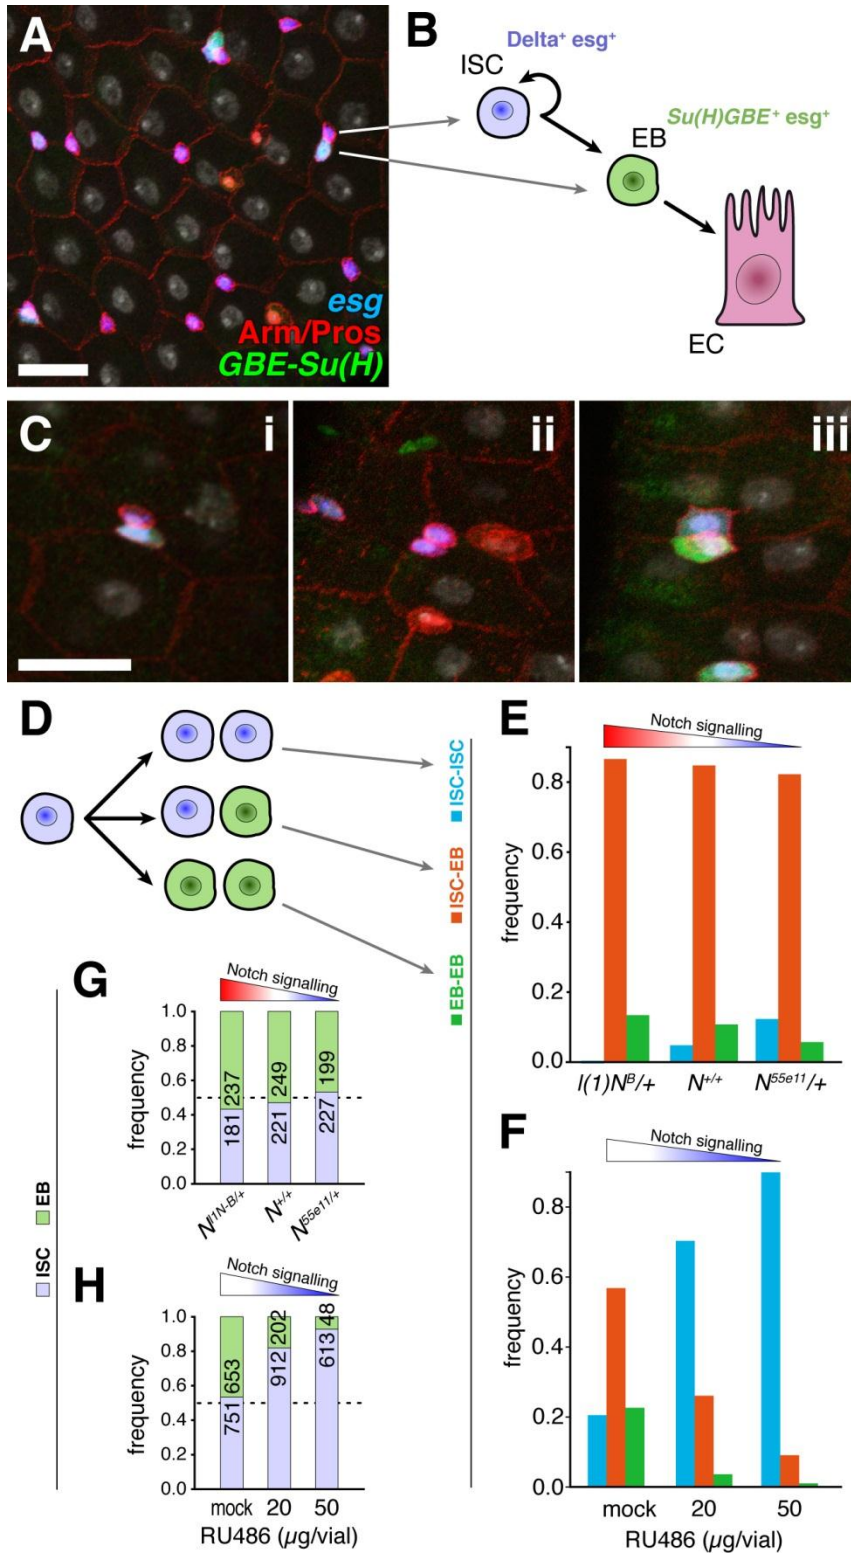 A
esg
Arm/Pros
GBE-Su(H)
B
Delta⁺ esg⁺
ISC
Su(H)GBE⁺ esg⁺
EB
EC
C
i
ii
iii
D
ISC-ISC
ISC-EB
EB-EB
E
Notch signalling
frequency
0.8
0.6
0.4
0.2
0.0
l(1)Nᴮ/+
N⁺/⁺
N⁵⁵ᵉ¹¹/+
F
Notch signalling
frequency
0.8
0.6
0.4
0.2
0.0
mock 20 50
RU486 (µg/vial)
G
Notch signalling
frequency
1.0
0.8
0.6
0.4
0.2
0.0
237 249 199
181 221 227
Nˡ¹ᴺ⁻ᴮ/⁺
N⁺/⁺
N⁵⁵ᵉ¹¹/⁺
EB
ISC
H
Notch signalling
frequency
1.0
0.8
0.6
0.4
0.2
0.0
653 202 48
751 912 613
mock 20 50
RU486 (µg/vial)